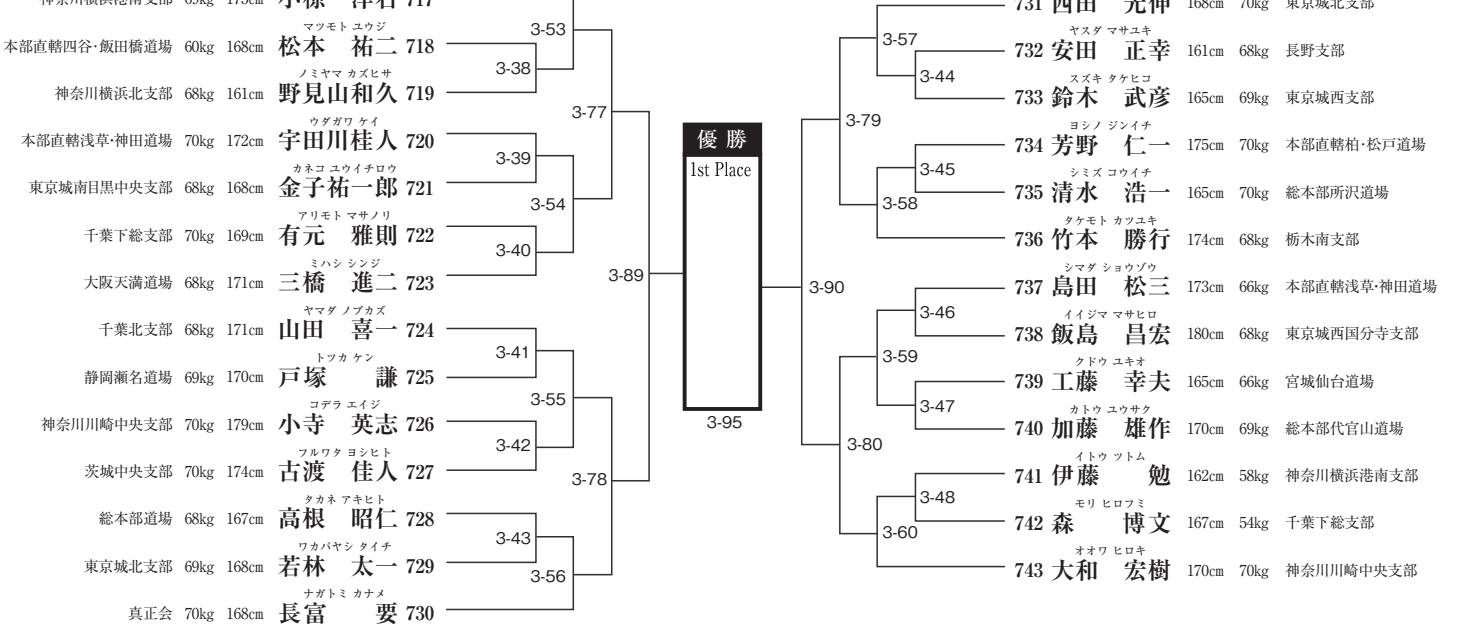 3-53
マツモト ユウジ
本部直轄四谷・飯田橋道場 60kg 168cm 松本 祐二 718
3-38
ノミヤマ カズヒサ
神奈川横浜北支部 68kg 161cm 野見山和久 719
3-77
ウダガワ ケイ
本部直轄浅草・神田道場 70kg 172cm 宇田川桂人 720
3-39
カネコ ユウイチロウ
東京城南目黒中央支部 68kg 168cm 金子祐一郎 721
3-54
アリモト マサノリ
千葉下総支部 70kg 169cm 有元 雅則 722
3-40
ミハシ シンジ
大阪天満道場 68kg 171cm 三橋 進二 723
3-89
ヤマダ ノブカズ
千葉北支部 68kg 171cm 山田 喜一 724
3-41
トツカ ケン
静岡瀬名道場 69kg 170cm 戸塚 謙 725
3-55
コデラ エイジ
神奈川川崎中央支部 70kg 179cm 小寺 英志 726
3-42
フルワタ ヨシヒト
茨城中央支部 70kg 174cm 古渡 佳人 727
3-78
タカネ アキヒト
総本部道場 68kg 167cm 高根 昭仁 728
3-43
ワカバヤシ タイチ
東京城北支部 69kg 168cm 若林 太一 729
3-56
ナガトミ カナメ
真正会 70kg 168cm 長富 要 730
優勝
1st Place
3-95
731 西田 光伸 168cm 70kg 東京城北支部
3-57
ヤスダ マサユキ
732 安田 正幸 161cm 68kg 長野支部
3-44
スズキ タケヒコ
733 鈴木 武彦 165cm 69kg 東京城西支部
3-79
ヨシノ ジンイチ
734 芳野 仁一 175cm 70kg 本部直轄柏・松戸道場
3-45
シミズ コウイチ
735 清水 浩一 165cm 70kg 総本部所沢道場
3-58
タケモト カツユキ
736 竹本 勝行 174cm 68kg 栃木南支部
3-90
シマダ ショウゾウ
737 島田 松三 173cm 66kg 本部直轄浅草・神田道場
3-46
イイジマ マサヒロ
738 飯島 昌宏 180cm 68kg 東京城西国分寺支部
3-59
クドウ ユキオ
739 工藤 幸夫 165cm 66kg 宮城仙台道場
3-47
カトウ ユウサク
740 加藤 雄作 170cm 69kg 総本部代官山道場
3-80
イトウ ツトム
741 伊藤 勉 162cm 58kg 神奈川横浜港南支部
3-48
モリ ヒロフミ
742 森 博文 167cm 54kg 千葉下総支部
3-60
オオワ ヒロキ
743 大和 宏樹 170cm 70kg 神奈川川崎中央支部